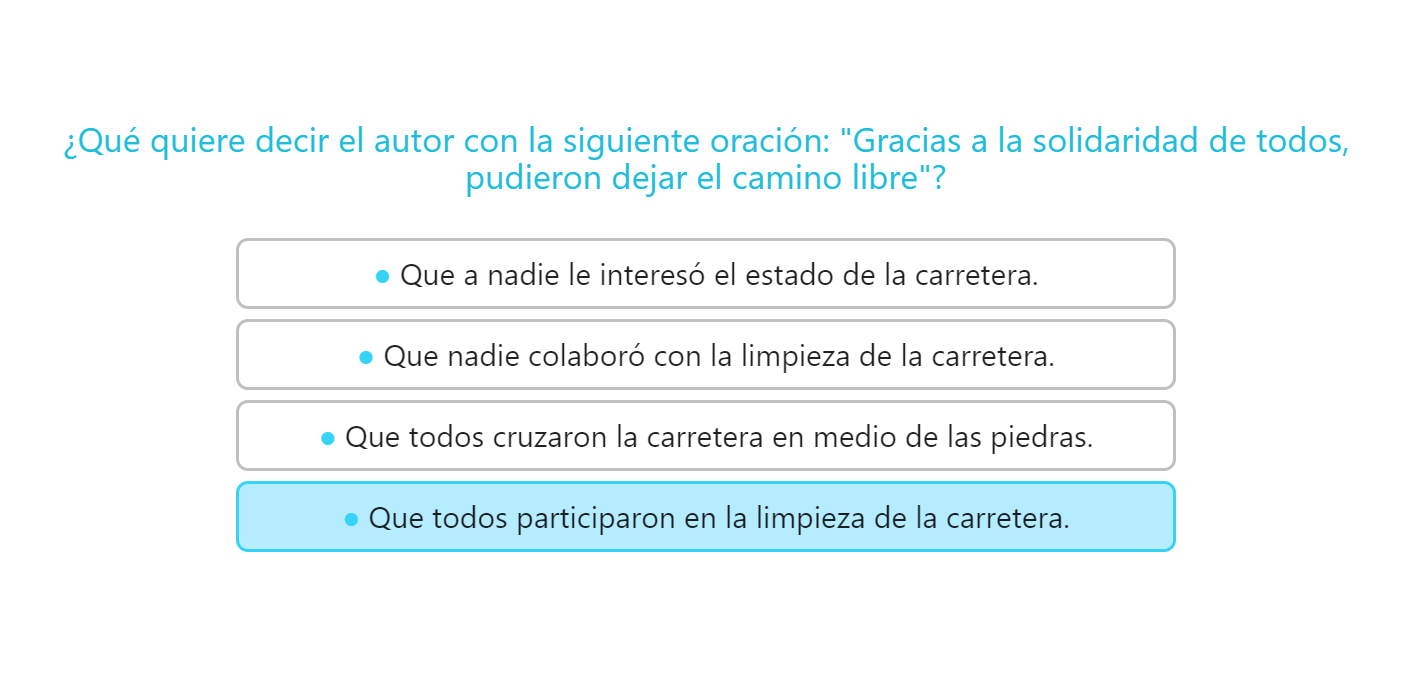 ¿Qué quiere decir el autor con la siguiente oración: "Gracias a la solidaridad de todos,
pudieron dejar el camino libre"?
• Que a nadie le interesó el estado de la carretera.
• Que nadie colaboró con la limpieza de la carretera.
• Que todos cruzaron la carretera en medio de las piedras.
• Que todos participaron en la limpieza de la carretera.